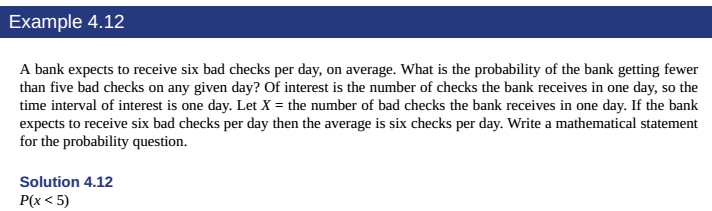 Example 4.12
A bank expects to receive six bad checks per day, on average. What is the probability of the bank getting fewer
than five bad checks on any given day? Of interest is the number of checks the bank receives in one day, so the
time interval of interest is one day. Let X = the number of bad checks the bank receives in one day. If the bank
expects to receive six bad checks per day then the average is six checks per day. Write a mathematical statement
for the probability question.
Solution 4.12
P(x < 5)